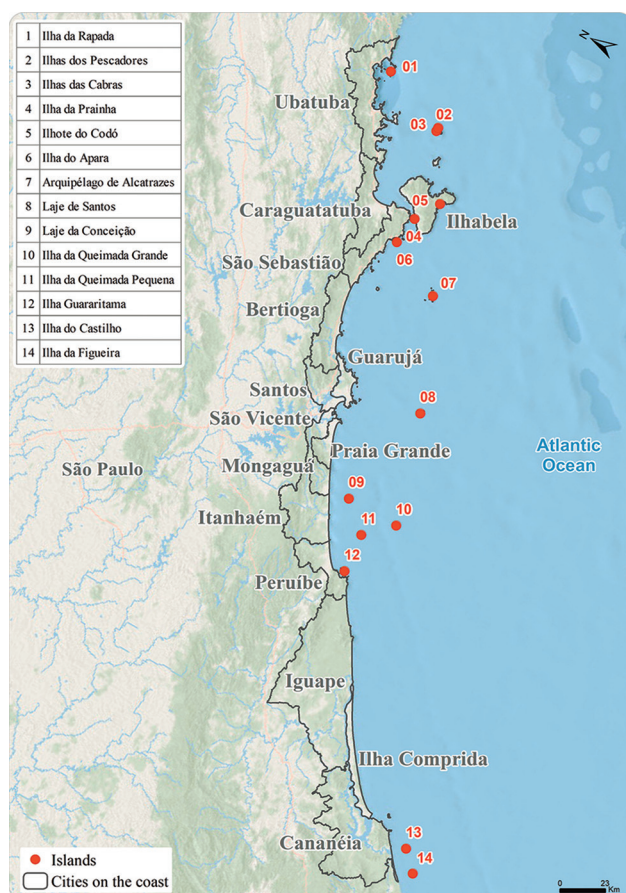 1 Ilha da Rapada
2 Ilhas dos Pescadores
3 Ilhas das Cabras
4 Ilha da Prainha
5 Ilhote do Codó
6 Ilha do Apara
7 Arquipélago de Alcatrazes
8 Laje de Santos
9 Laje da Conceição
10 Ilha da Queimada Grande
11 Ilha da Queimada Pequena
12 Ilha Guararitama
13 Ilha do Castilho
14 Ilha da Figueira
N
01
Ubatuba
02
03
Caraguatatuba
05
Ilhabela
04
São Sebastião
06
07
Bertioga
Guarujá
Santos
08
São Vicente
Praia Grande
Atlantic
Ocean
São Paulo
Mongaguá
09
Itanhaém
10
11
12
Peruíbe
Iguape
Ilha Comprida
Cananéia
13
14
Islands
Cities on the coast
0 23
Km